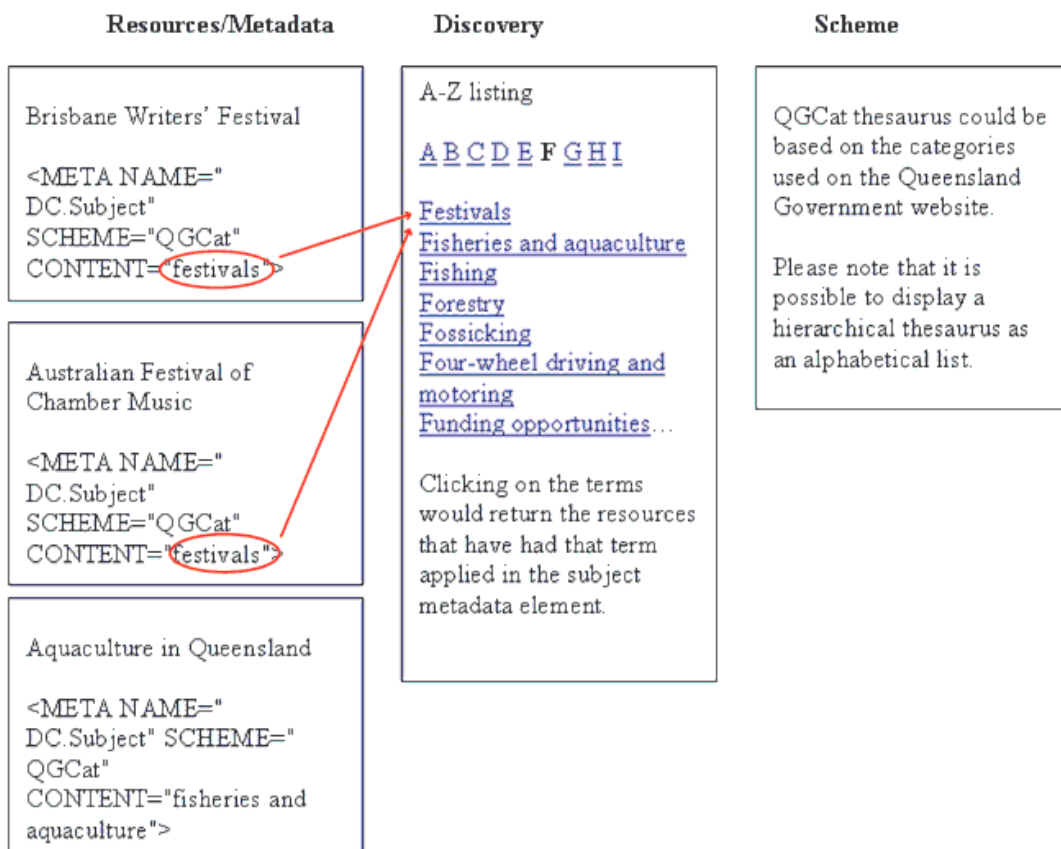 Resources/Metadata
Discovery
Scheme
Brisbane Writers' Festival
<META NAME="
DC.Subject"
SCHEME="QGCat"
CONTENT="festivals">
Australian Festival of
Chamber Music
<META NAME="
DC.Subject"
SCHEME="QGCat"
CONTENT="festivals">
Aquaculture in Queensland
<META NAME="
DC.Subject" SCHEME="
QGCat"
CONTENT="fisheries and
aquaculture">
A-Z listing
A B C D E F G H I
Festivals
Fisheries and aquaculture
Fishing
Forestry
Fossicking
Four-wheel driving and
motoring
Funding opportunities...
Clicking on the terms
would return the resources
that have had that term
applied in the subject
metadata element.
QGCat thesaurus could be
based on the categories
used on the Queensland
Government website.
Please note that it is
possible to display a
hierarchical thesaurus as
an alphabetical list.